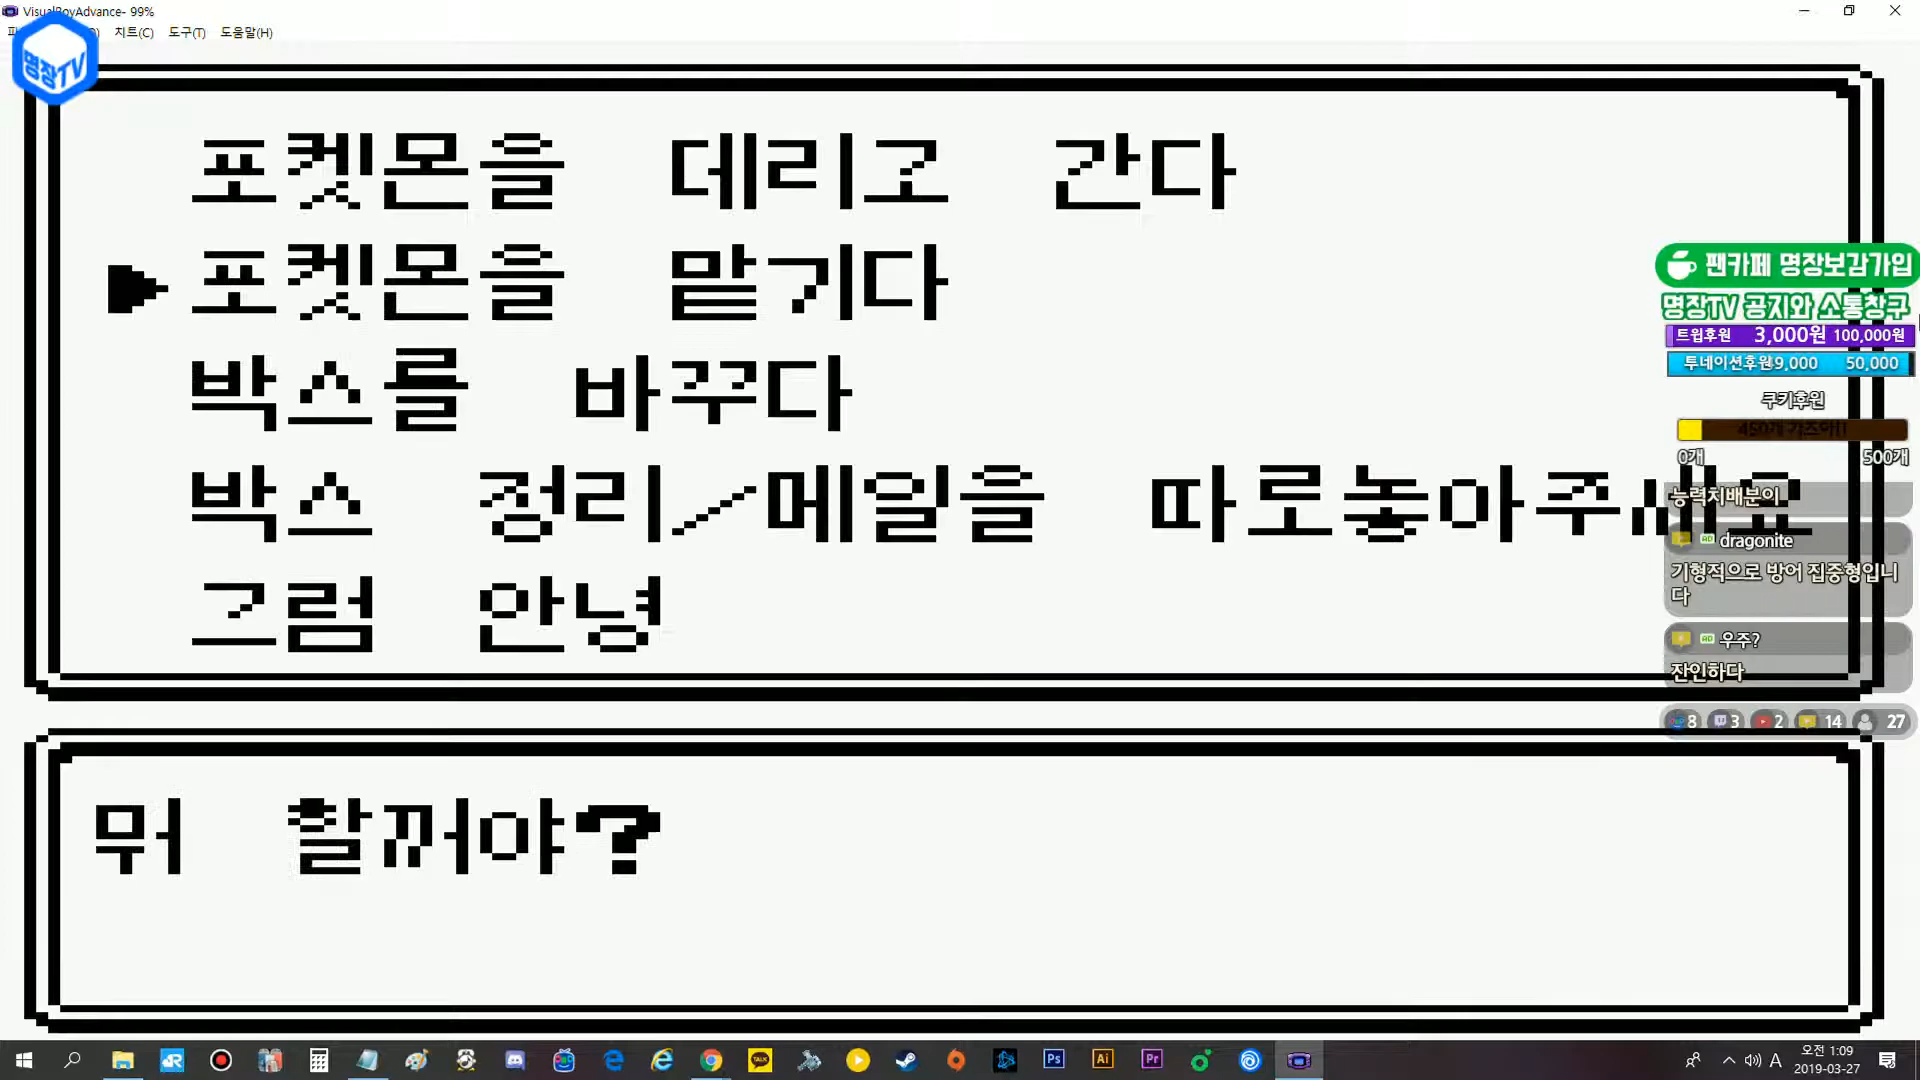 VisualBoyAdvance- 99%
치트(C) 도구(T) 도움말(H)
명장TV
포켓몬을 데리고 간다
포켓몬을 맡기다
박스를 바꾸다
박스 정리/메일을 따로놓아주세요
그럼 안녕
뭐 할꺼야?
팬카페 명장보감가입
명장TV 공지와 소통창구
트윕후원 3,000원 100,000원
투네이션후원 9,000 50,000
쿠키후원
0개 500개
능력치배분이
dragonite
기형적으로 방어 집중형입니
다
우주?
잔인하다
8 3 2 14 27
TALK
Ps Ai Pr
A
오전 1:09
2019-03-27